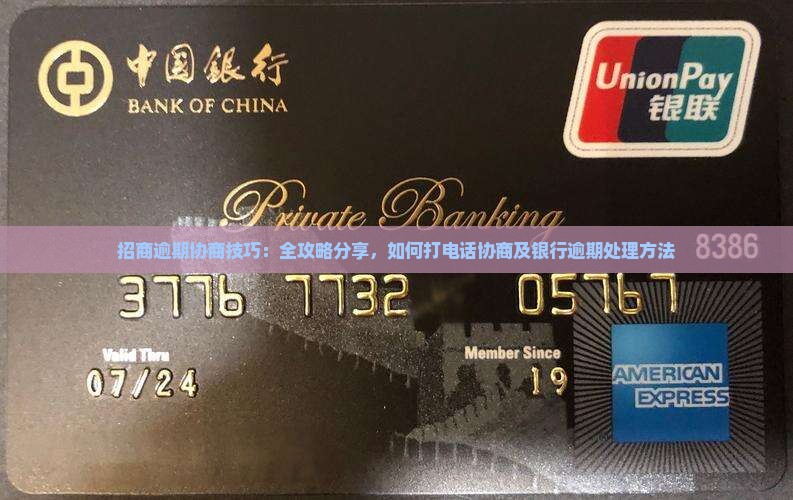 中国银行
BANK OF CHINA
UnionPay
银联
Private Banking
招商逾期协商技巧：全攻略分享，如何打电话协商及银行逾期处理方法
8386
3776 7732 05767
Valid Thru
Member Since
07/24
19
AMERICAN
EXPRESS